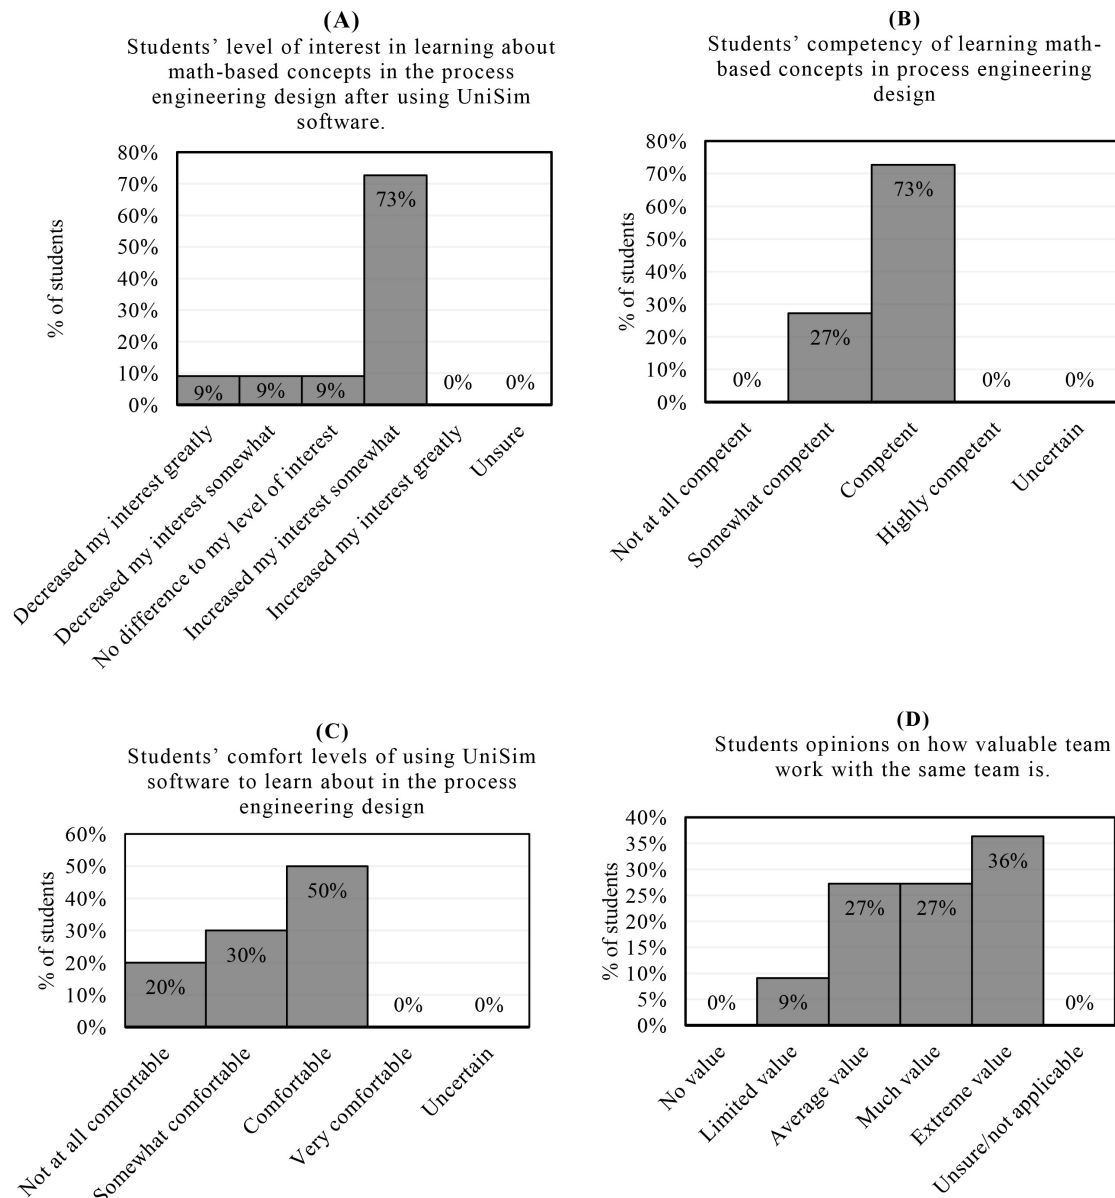 (A)
Students’ level of interest in learning about
math-based concepts in the process
engineering design after using UniSim
software.
% of students
80%
70%
60%
50%
40%
30%
20%
10%
0%
9%
9%
9%
73%
0%
0%
Decreased my interest greatly
Decreased my interest somewhat
No difference to my level of interest
Increased my interest somewhat
Increased my interest greatly
Unsure
(B)
Students’ competency of learning math-
based concepts in process engineering
design
% of students
80%
70%
60%
50%
40%
30%
20%
10%
0%
0%
27%
73%
0%
0%
Not at all competent
Somewhat competent
Competent
Highly competent
Uncertain
(C)
Students’ comfort levels of using UniSim
software to learn about in the process
engineering design
% of students
60%
50%
40%
30%
20%
10%
0%
20%
30%
50%
0%
0%
Not at all comfortable
Somewhat comfortable
Comfortable
Very comfortable
Uncertain
(D)
Students opinions on how valuable team
work with the same team is.
% of students
40%
35%
30%
25%
20%
15%
10%
5%
0%
0%
9%
27%
27%
36%
0%
No value
Limited value
Average value
Much value
Extreme value
Unsure/not applicable